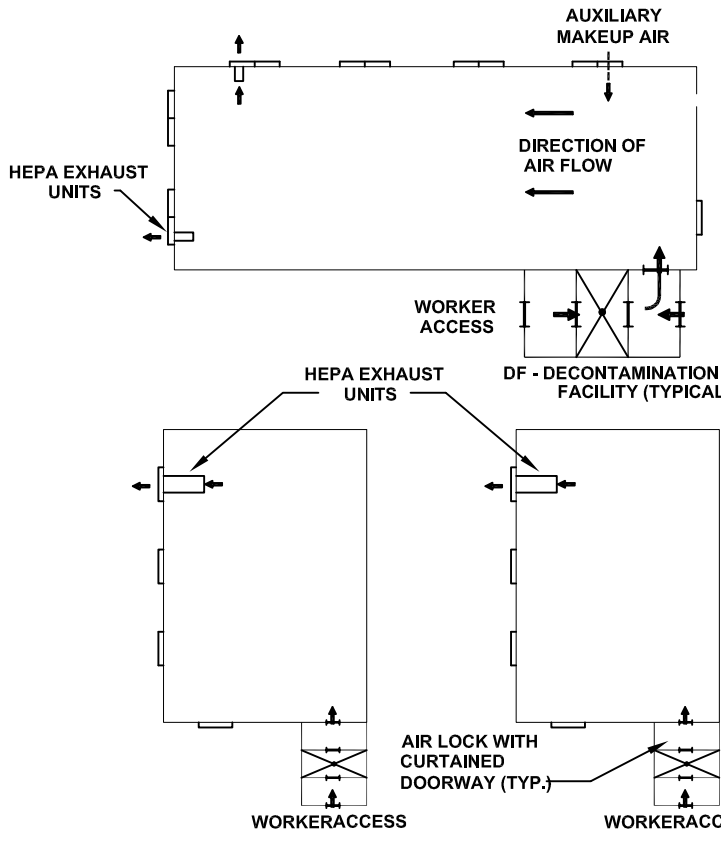 AUXILIARY
MAKEUP AIR
DIRECTION OF
AIR FLOW
HEPA EXHAUST
UNITS
WORKER
ACCESS
DF - DECONTAMINATION
FACILITY (TYPICAL
HEPA EXHAUST
UNITS
AIR LOCK WITH
CURTAINED
DOORWAY (TYP.)
WORKERACCESS
WORKERACC